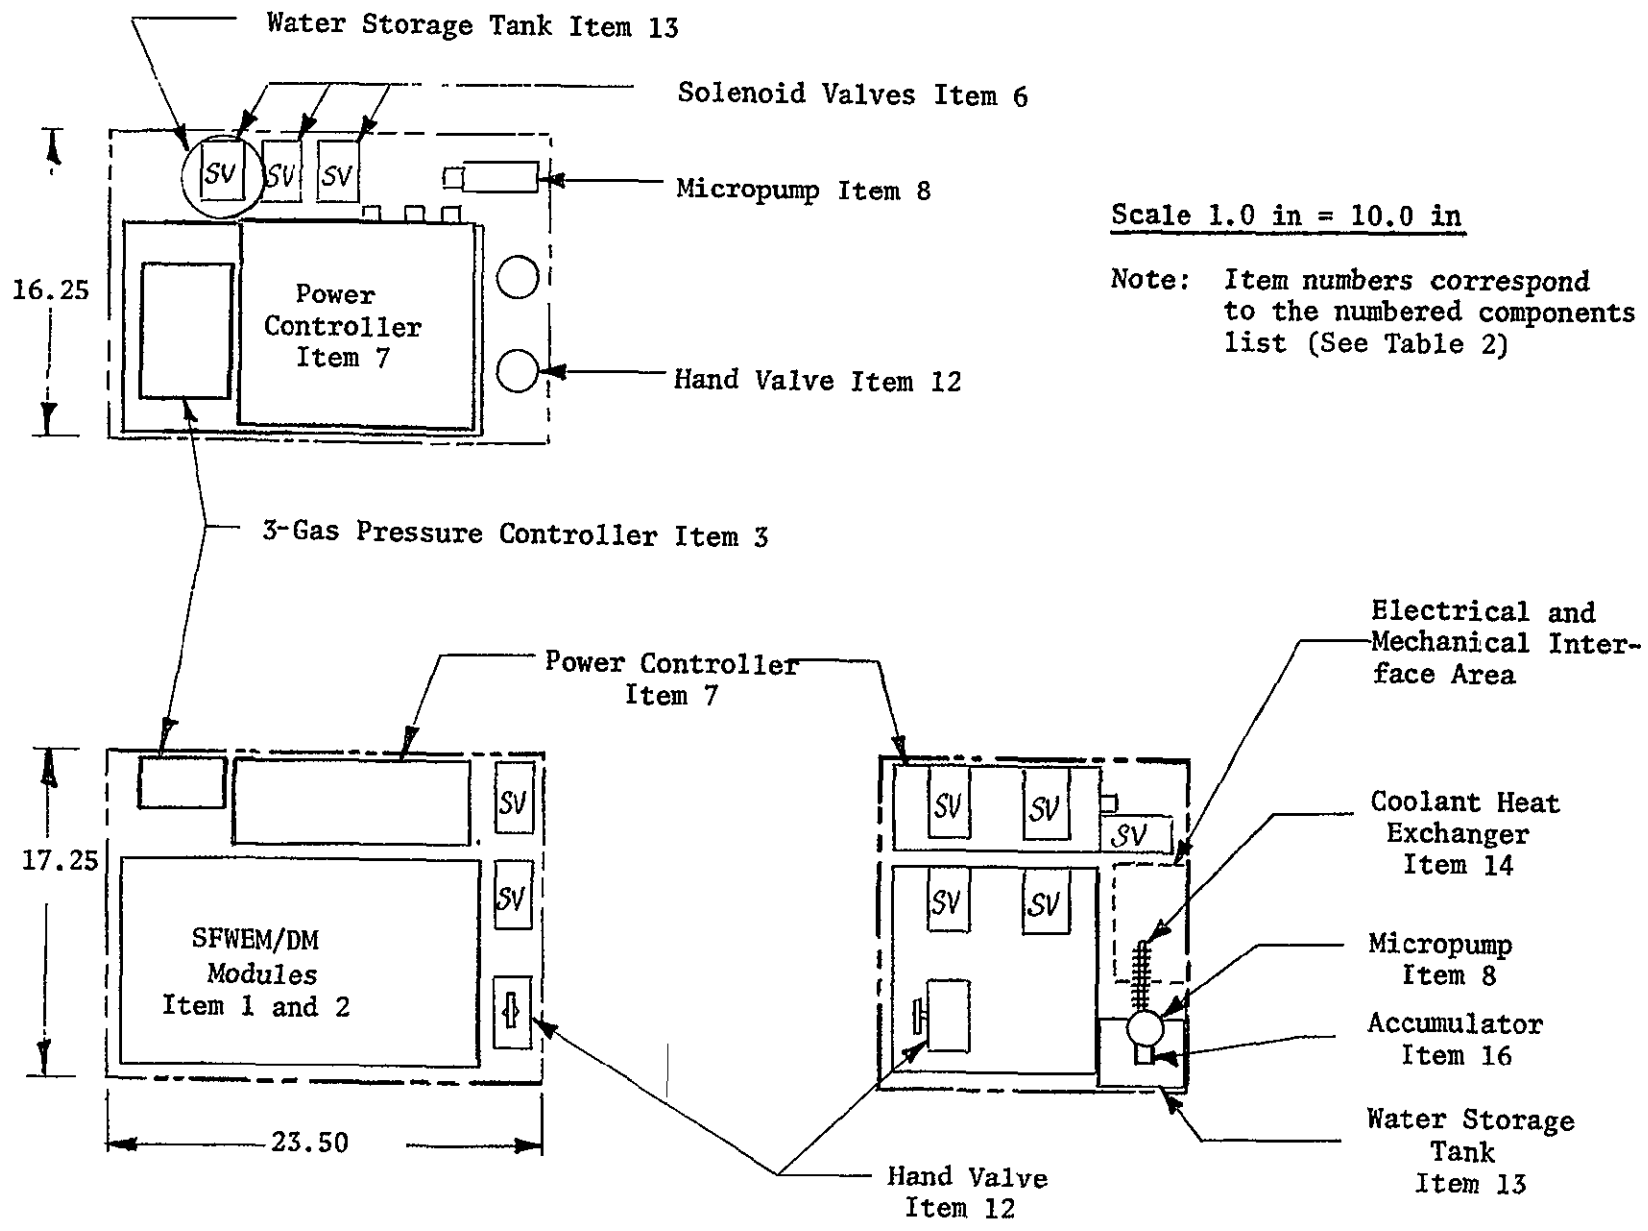 Water Storage Tank Item 13
Solenoid Valves Item 6
SV SV SV
Micropump Item 8
Scale 1.0 in = 10.0 in
Note: Item numbers correspond
to the numbered components
list (See Table 2)
16.25
Power
Controller
Item 7
Hand Valve Item 12
3-Gas Pressure Controller Item 3
Electrical and
Mechanical Inter-
face Area
Power Controller
Item 7
17.25
SV
SV
SFWEM/DM
Modules
Item 1 and 2
23.50
SV SV
SV
SV SV
Coolant Heat
Exchanger
Item 14
Micropump
Item 8
Accumulator
Item 16
Water Storage
Tank
Item 13
Hand Valve
Item 12